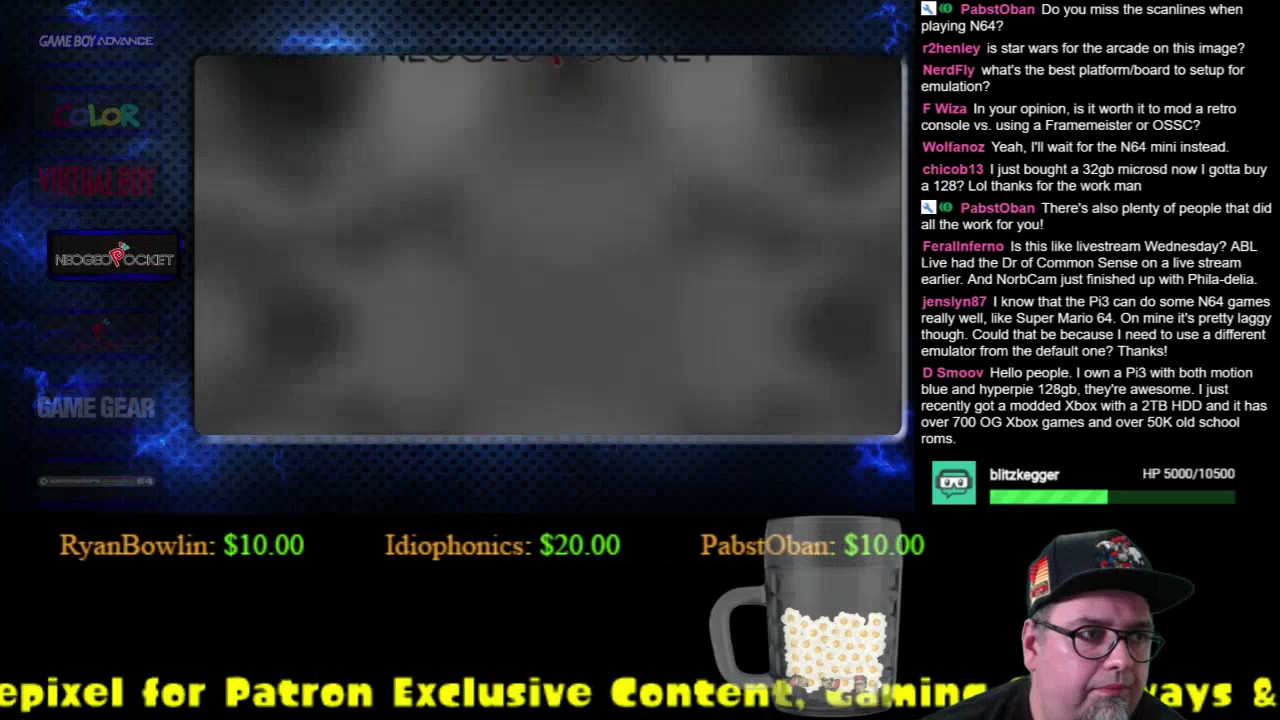 GAME BOY ADVANCE
COLOR
VIRTUAL BOY
NEOGEO POCKET
GAME GEAR
commodore 64
NEOGEO POCKET
PabstOban Do you miss the scanlines when
playing N64?
r2henley is star wars for the arcade on this image?
NerdFly what's the best platform/board to setup for
emulation?
F Wiza In your opinion, is it worth it to mod a retro
console vs. using a Framemeister or OSSC?
Wolfanoz Yeah, I'll wait for the N64 mini instead.
chicob13 I just bought a 32gb microsd now I gotta buy
a 128? Lol thanks for the work man
PabstOban There's also plenty of people that did
all the work for you!
FeralInferno Is this like livestream Wednesday? ABL
Live had the Dr of Common Sense on a live stream
earlier. And NorbCam just finished up with Phila-delia.
jenslyn87 I know that the Pi3 can do some N64 games
really well, like Super Mario 64. On mine it's pretty laggy
though. Could that be because I need to use a different
emulator from the default one? Thanks!
D Smoov Hello people. I own a Pi3 with both motion
blue and hyperpie 128gb, they're awesome. I just
recently got a modded Xbox with a 2TB HDD and it has
over 700 OG Xbox games and over 50K old school
roms.
blitzkegger HP 5000/10500
RyanBowlin: $10.00 Idiophonics: $20.00 PabstOban: $10.00
epixel for Patron Exclusive Content, Gaming ways &